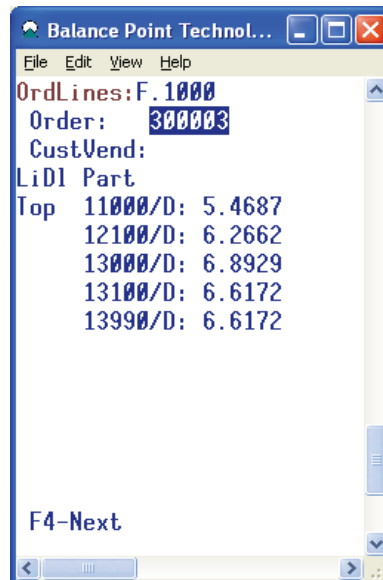 Balance Point Technol...
File Edit View Help
OrdLines:F.1000
Order: 300003
CustVend:
LiDl Part
Top 11000/D: 5.4687
12100/D: 6.2662
13000/D: 6.8929
13100/D: 6.6172
13990/D: 6.6172
F4-Next